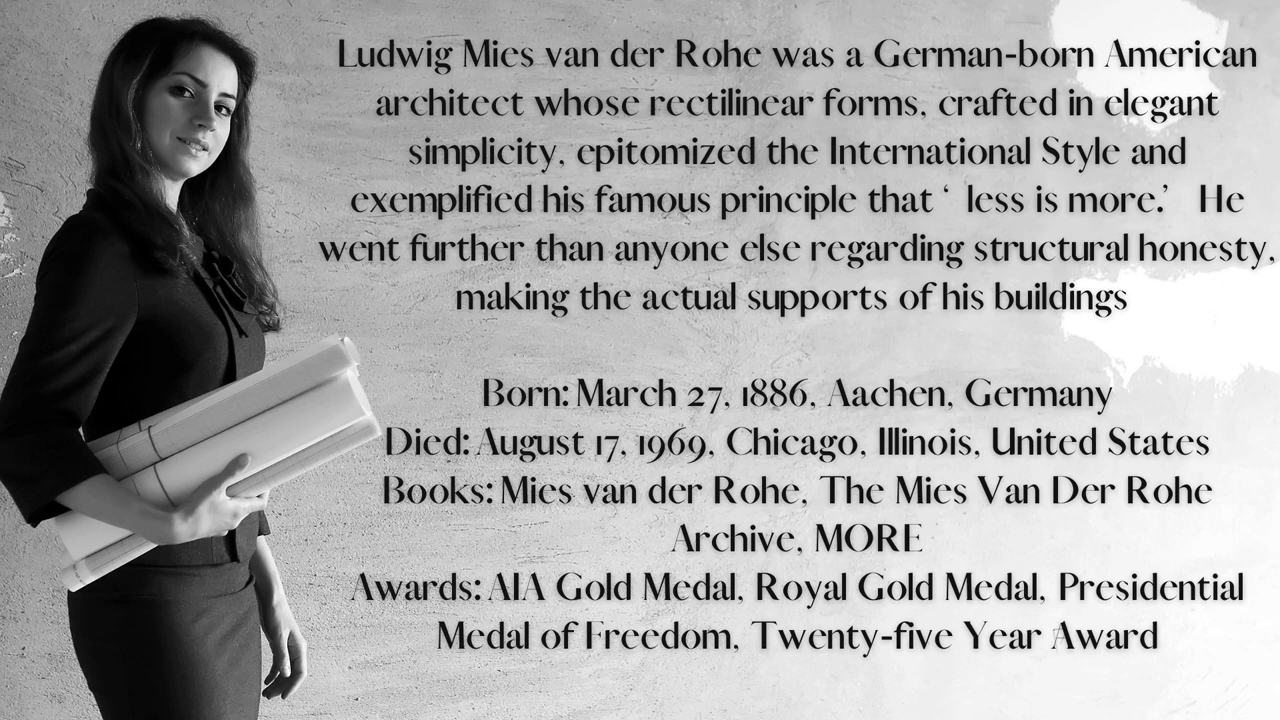 Ludwig Mies van der Rohe was a German-born American
architect whose rectilinear forms, crafted in elegant
simplicity, epitomized the International Style and
exemplified his famous principle that ‘ less is more.’ He
went further than anyone else regarding structural honesty,
making the actual supports of his buildings
Born: March 27, 1886, Aachen, Germany
Died: August 17, 1969, Chicago, Illinois, United States
Books: Mies van der Rohe, The Mies Van Der Rohe
Archive, MORE
Awards: AIA Gold Medal, Royal Gold Medal, Presidential
Medal of Freedom, Twenty-five Year Award